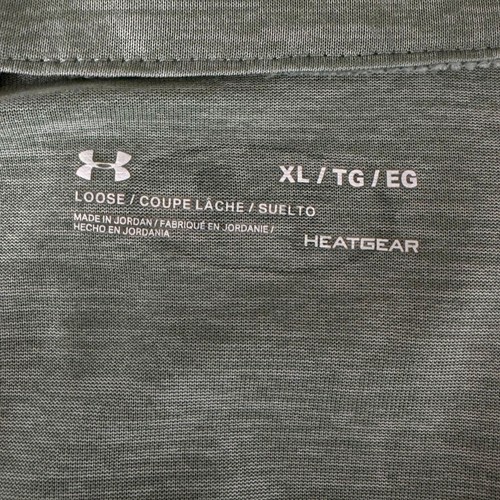 XL / TG / EG
LOOSE / COUPE LÂCHE / SUELTO
MADE IN JORDAN / FABRIQUÉ EN JORDANIE /
HECHO EN JORDANIA
HEATGEAR